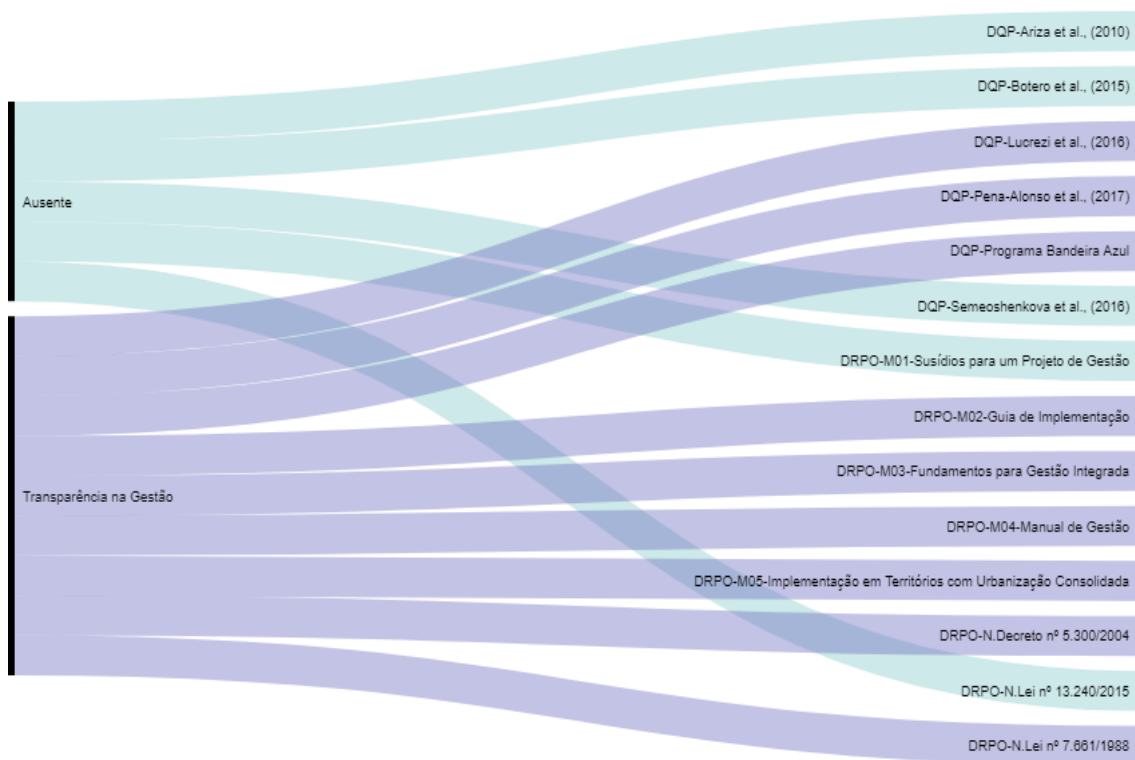 Ausente
Transparência na Gestão
DQP-Ariza et al., (2010)
DQP-Botero et al., (2015)
DQP-Lucrezi et al., (2016)
DQP-Pena-Alonso et al., (2017)
DQP-Programa Bandeira Azul
DQP-Semeoshenkova et al., (2016)
DRPO-M01-Susídios para um Projeto de Gestão
DRPO-M02-Guia de Implementação
DRPO-M03-Fundamentos para Gestão Integrada
DRPO-M04-Manual de Gestão
DRPO-M05-Implementação em Territórios com Urbanização Consolidada
DRPO-N.Decreto nº 5.300/2004
DRPO-N.Lei nº 13.240/2015
DRPO-N.Lei nº 7.661/1988